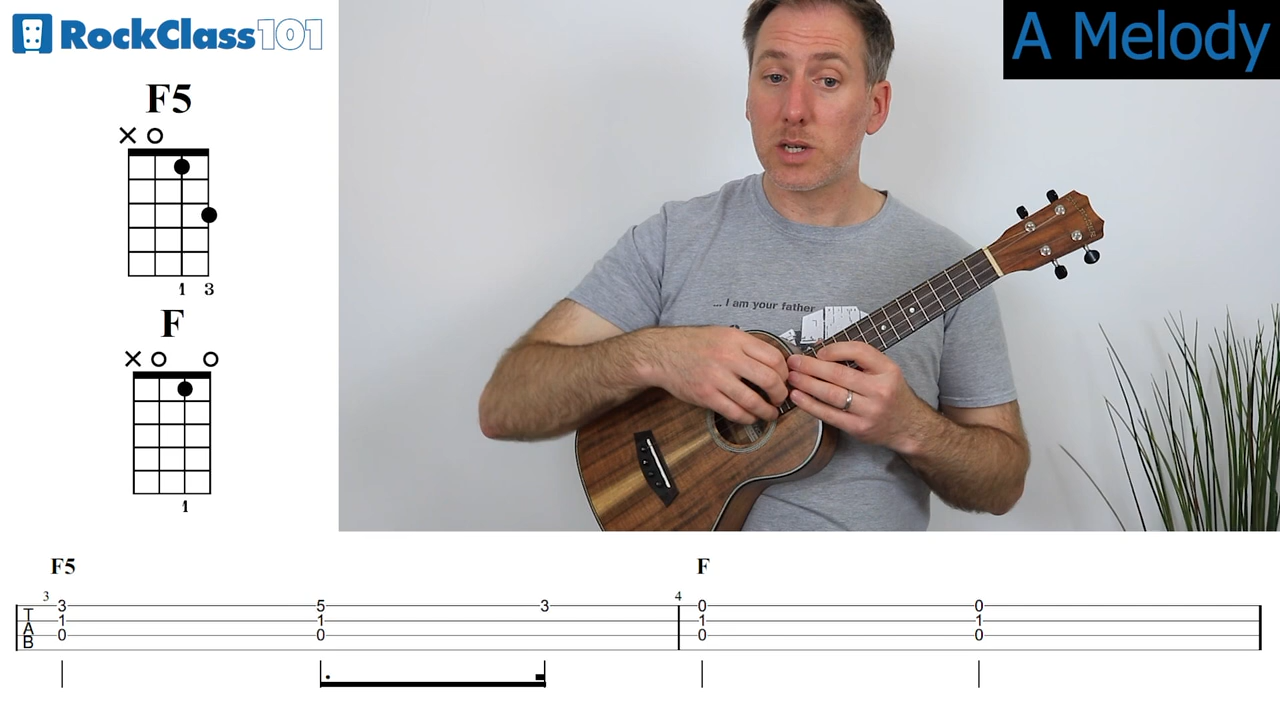 RockClass101
A Melody
F5
× o
1 3
F
× o o
1
... I am your father
F5
F
3
4
T
A
B
3 5 3 0 0
1 1 1 1
0 0 0 0